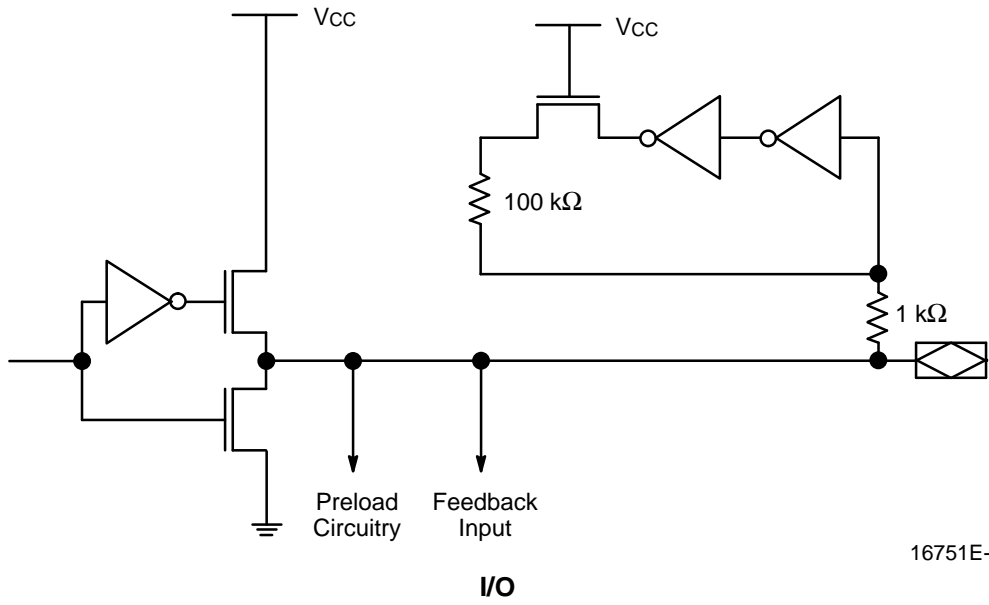 VCC
VCC
100 kΩ
1 kΩ
Preload
Circuitry
Feedback
Input
16751E-
I/O